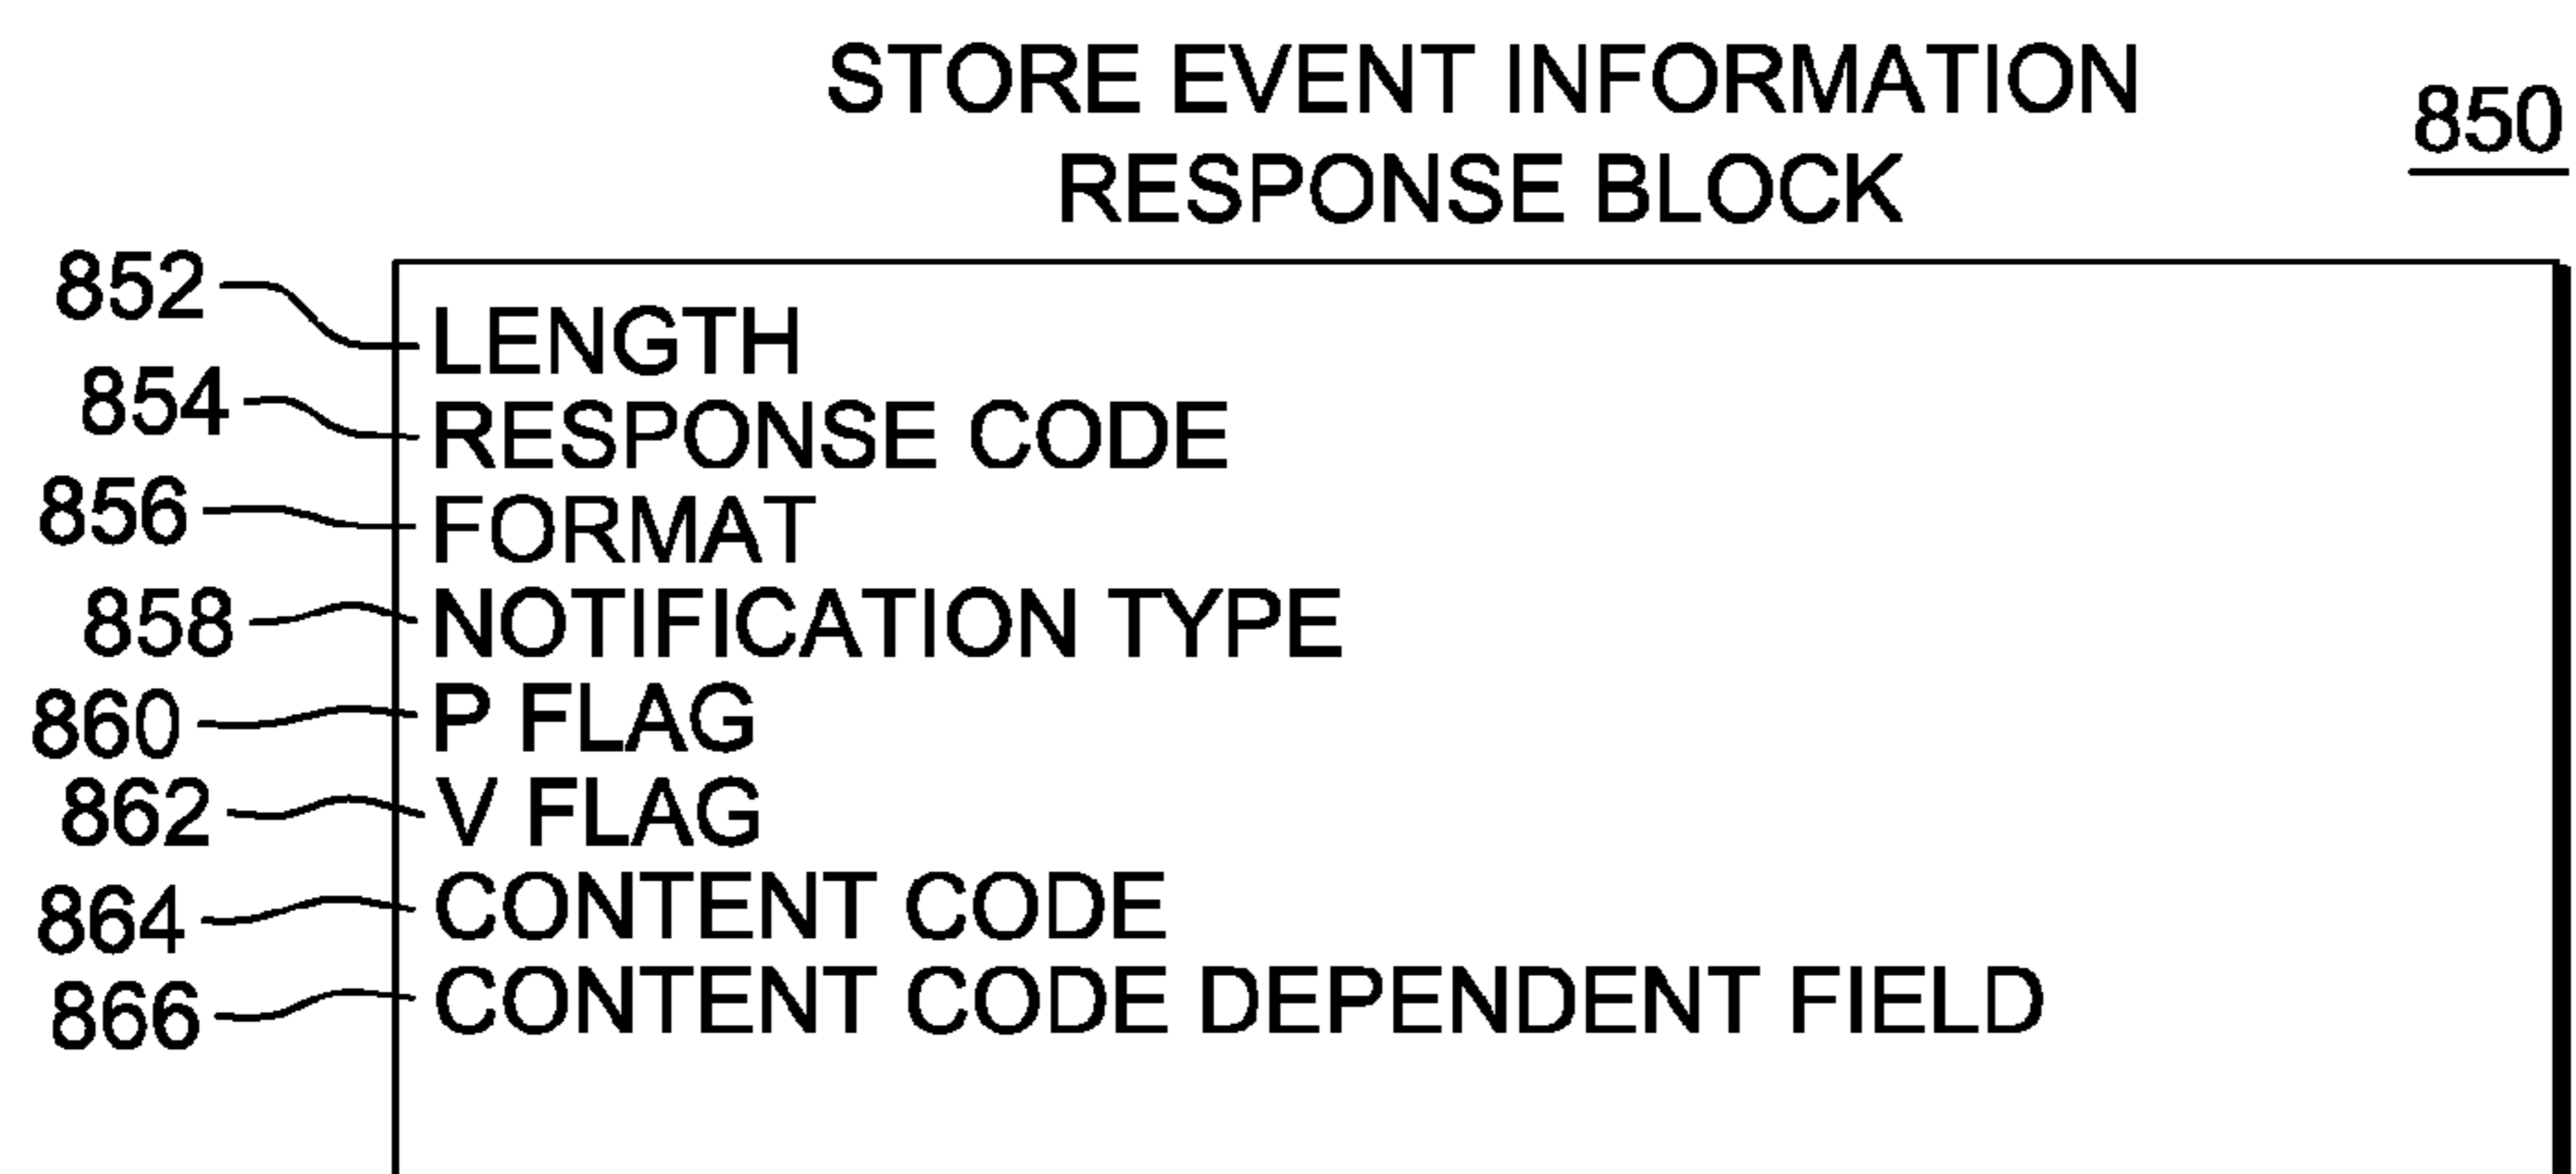 STORE EVENT INFORMATION
RESPONSE BLOCK
850
852 LENGTH
854 RESPONSE CODE
856 FORMAT
858 NOTIFICATION TYPE
860 P FLAG
862 V FLAG
864 CONTENT CODE
866 CONTENT CODE DEPENDENT FIELD